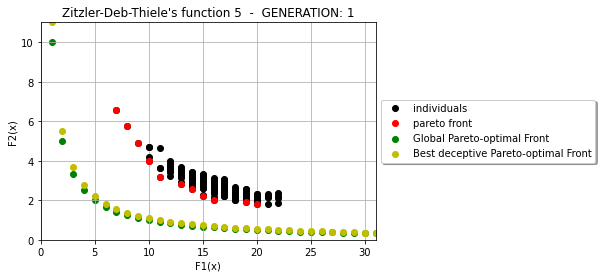 Zitzler-Deb-Thiele's function 5  -  GENERATION: 1
10
8
6
4
2
0
F2(x)
0 5 10 15 20 25 30
F1(x)
individuals
pareto front
Global Pareto-optimal Front
Best deceptive Pareto-optimal Front